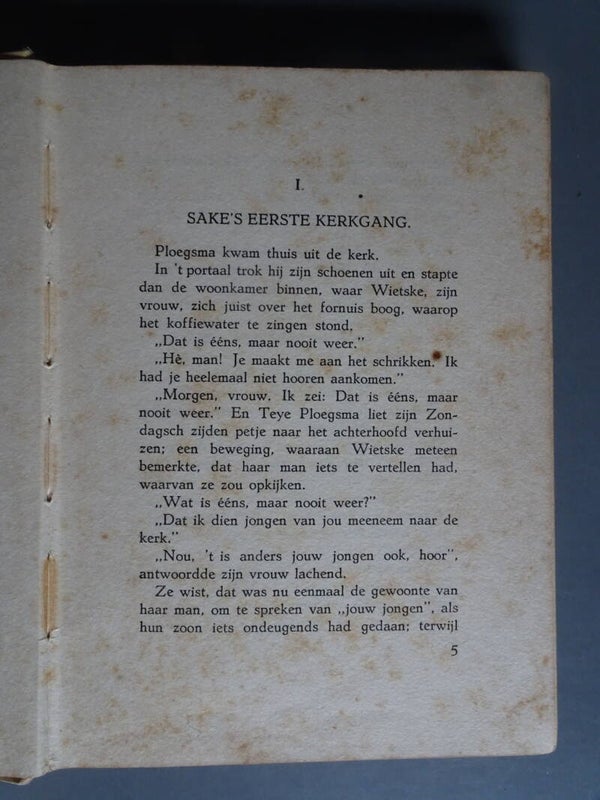 I.
SAKE'S EERSTE KERKGANG.
Ploegsma kwam thuis uit de kerk.
In 't portaal trok hij zijn schoenen uit en stapte
dan de woonkamer binnen, waar Wietske, zijn
vrouw, zich juist over het fornuis boog, waarop
het koffiewater te zingen stond.
„Dat is ééns, maar nooit weer."
„Hè, man! Je maakt me aan het schrikken. Ik
had je heelemaal niet hooren aankomen."
„Morgen, vrouw. Ik zei: Dat is ééns, maar
nooit weer." En Teye Ploegsma liet zijn Zon-
dagsch zijden petje naar het achterhoofd verhui-
zen; een beweging, waaraan Wietske meteen
bemerkte, dat haar man iets te vertellen had,
waarvan ze zou opkijken.
„Wat is ééns, maar nooit weer?"
„Dat ik dien jongen van jou meeneem naar de
kerk."
„Nou, 't is anders jouw jongen ook, hoor",
antwoordde zijn vrouw lachend.
Ze wist, dat was nu eenmaal de gewoonte van
haar man, om te spreken van „jouw jongen", als
hun zoon iets ondeugends had gedaan; terwijl
5